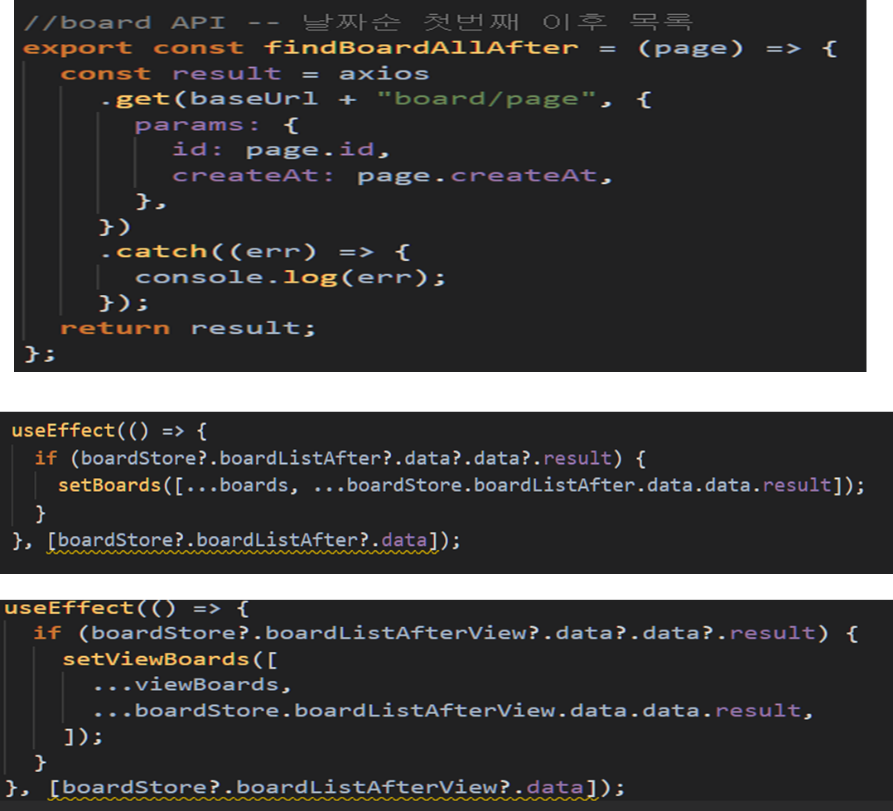 //board API -- 날짜순 첫번째 이후 목록
export const findBoardAllAfter = (page) => {
const result = axios
.get(baseUrl + "board/page", {
params: {
id: page.id,
createAt: page.createAt,
},
})
.catch((err) => {
console.log(err);
});
return result;
};
useEffect(() => {
if (boardStore?.boardListAfter?.data?.data?.result) {
setBoards([...boards, ...boardStore.boardListAfter.data.data.result]);
}
}, [boardStore?.boardListAfter?.data]);
useEffect(() => {
if (boardStore?.boardListAfterView?.data?.data?.result) {
setViewBoards([
...viewBoards,
...boardStore.boardListAfterView.data.data.result,
]);
}
}, [boardStore?.boardListAfterView?.data]);